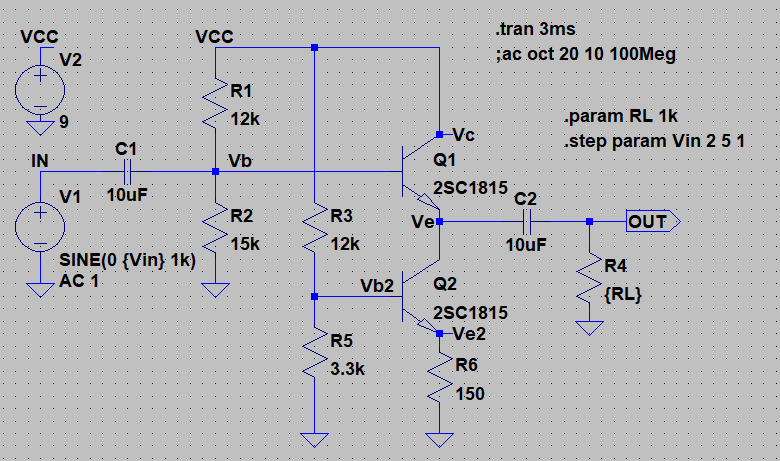 .tran 3ms
;ac oct 20 10 100Meg
VCC
V2
9
VCC
R1
12k
.param RL 1k
.step param Vin 2 5 1
IN
C1
10uF
Vb
Vc
Q1
2SC1815
V1
SINE(0 {Vin} 1k)
AC 1
R2
15k
R3
12k
Ve
C2
10uF
OUT
R4
{RL}
Vb2
Q2
2SC1815
Ve2
R5
3.3k
R6
150